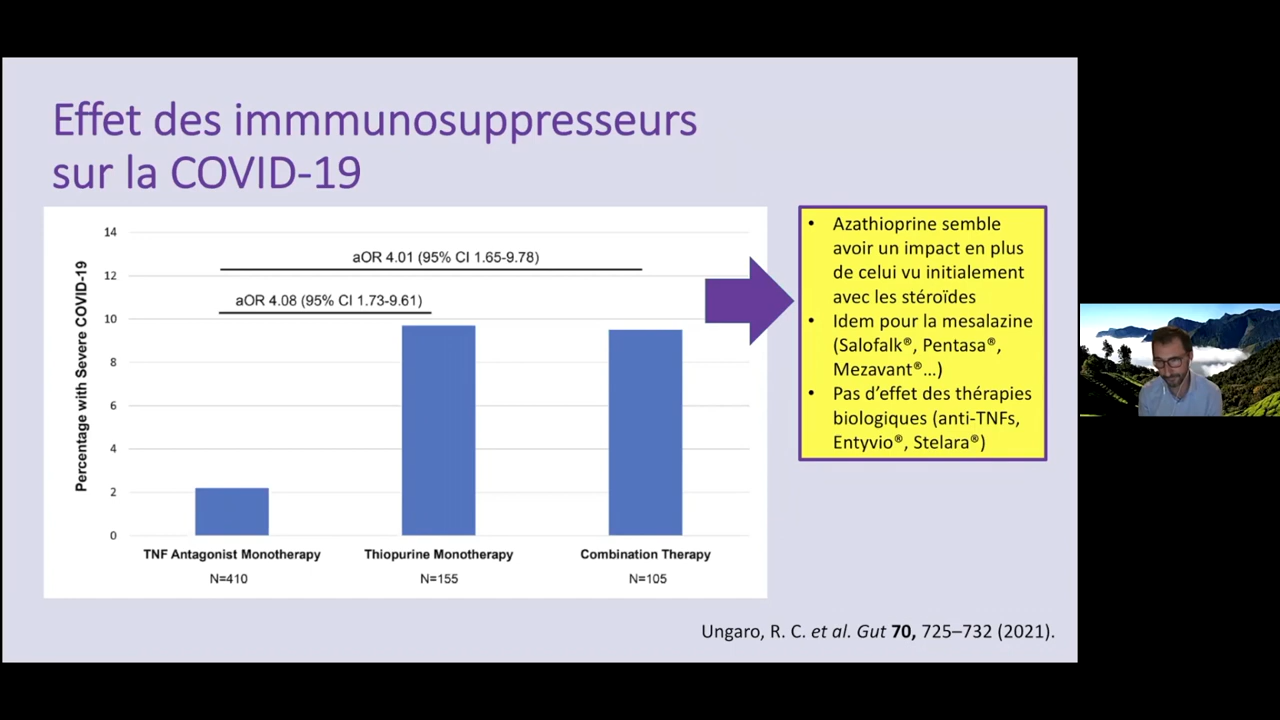 Effet des immmunosuppresseurs
sur la COVID-19
Percentage with Severe COVID-19
14
12
10
8
6
4
2
0
aOR 4.01 (95% CI 1.65-9.78)
aOR 4.08 (95% CI 1.73-9.61)
TNF Antagonist Monotherapy
N=410
Thiopurine Monotherapy
N=155
Combination Therapy
N=105
• Azathioprine semble
avoir un impact en plus
de celui vu initialement
avec les stéroïdes
• Idem pour la mesalazine
(Salofalk®, Pentasa®,
Mezavant®…)
• Pas d’effet des thérapies
biologiques (anti-TNFs,
Entyvio®, Stelara®)
Ungaro, R. C. et al. Gut 70, 725–732 (2021).